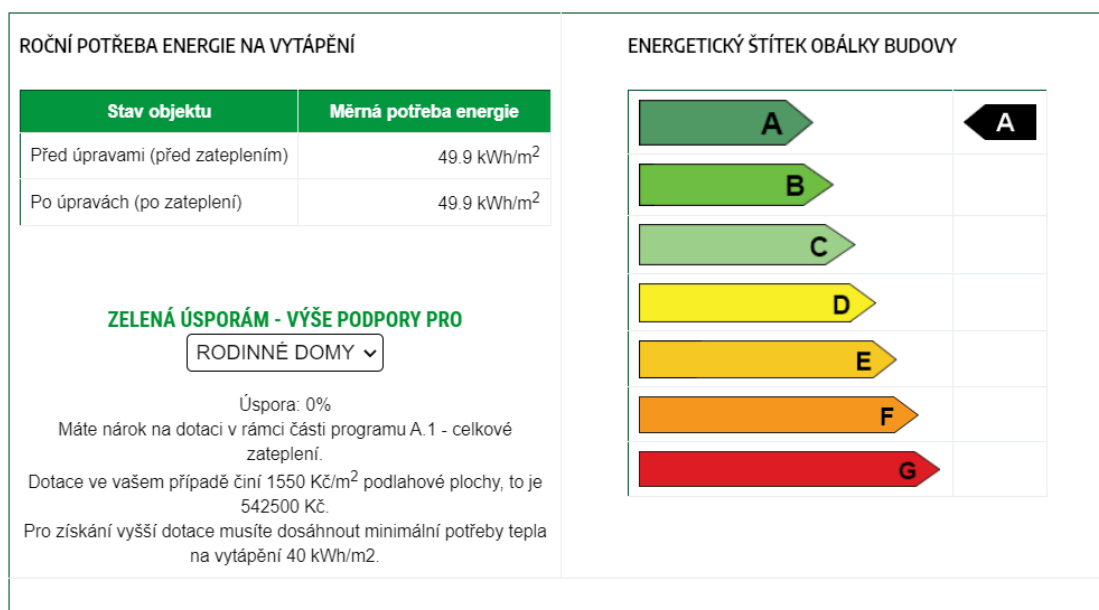 ROČNÍ POTŘEBA ENERGIE NA VYTÁPĚNÍ
Stav objektu Měrná potřeba energie
Před úpravami (před zateplením) 49.9 kWh/m²
Po úpravách (po zateplení) 49.9 kWh/m²
ZELENÁ ÚSPORÁM - VÝŠE PODPORY PRO
RODINNÉ DOMY
Úspora: 0%
Máte nárok na dotaci v rámci části programu A.1 - celkové
zateplení.
Dotace ve vašem případě činí 1550 Kč/m² podlahové plochy, to je
542500 Kč.
Pro získání vyšší dotace musíte dosáhnout minimální potřeby tepla
na vytápění 40 kWh/m2.
ENERGETICKÝ ŠTÍTEK OBÁLKY BUDOVY
A A
B
C
D
E
F
G